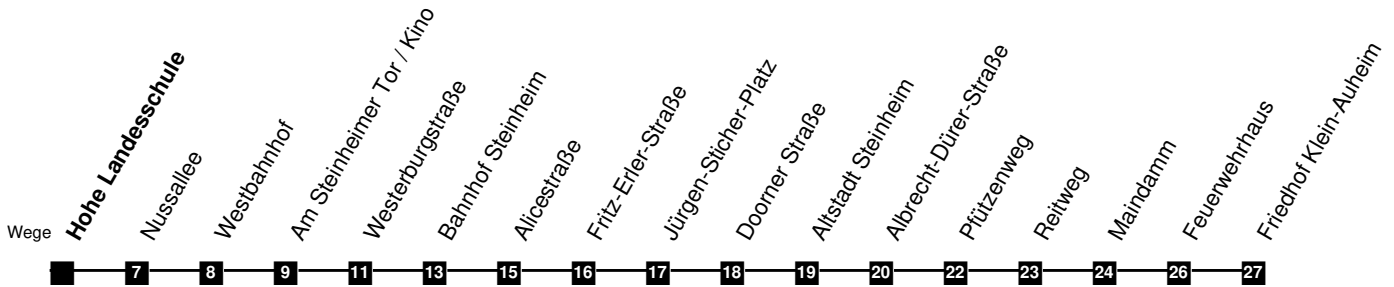 Wege
Hohe Landesschule
Nussallee
Westbahnhof
Am Steinheimer Tor / Kino
Westerburgstraße
Bahnhof Steinheim
Alicestraße
Fritz-Erler-Straße
Jürgen-Sticher-Platz
Doorner Straße
Altstadt Steinheim
Albrecht-Dürer-Straße
Pfützenweg
Reitweg
Maindamm
Feuerwehrhaus
Friedhof Klein-Auheim
7 8 9 11 13 15 16 17 18 19 20 22 23 24 26 27